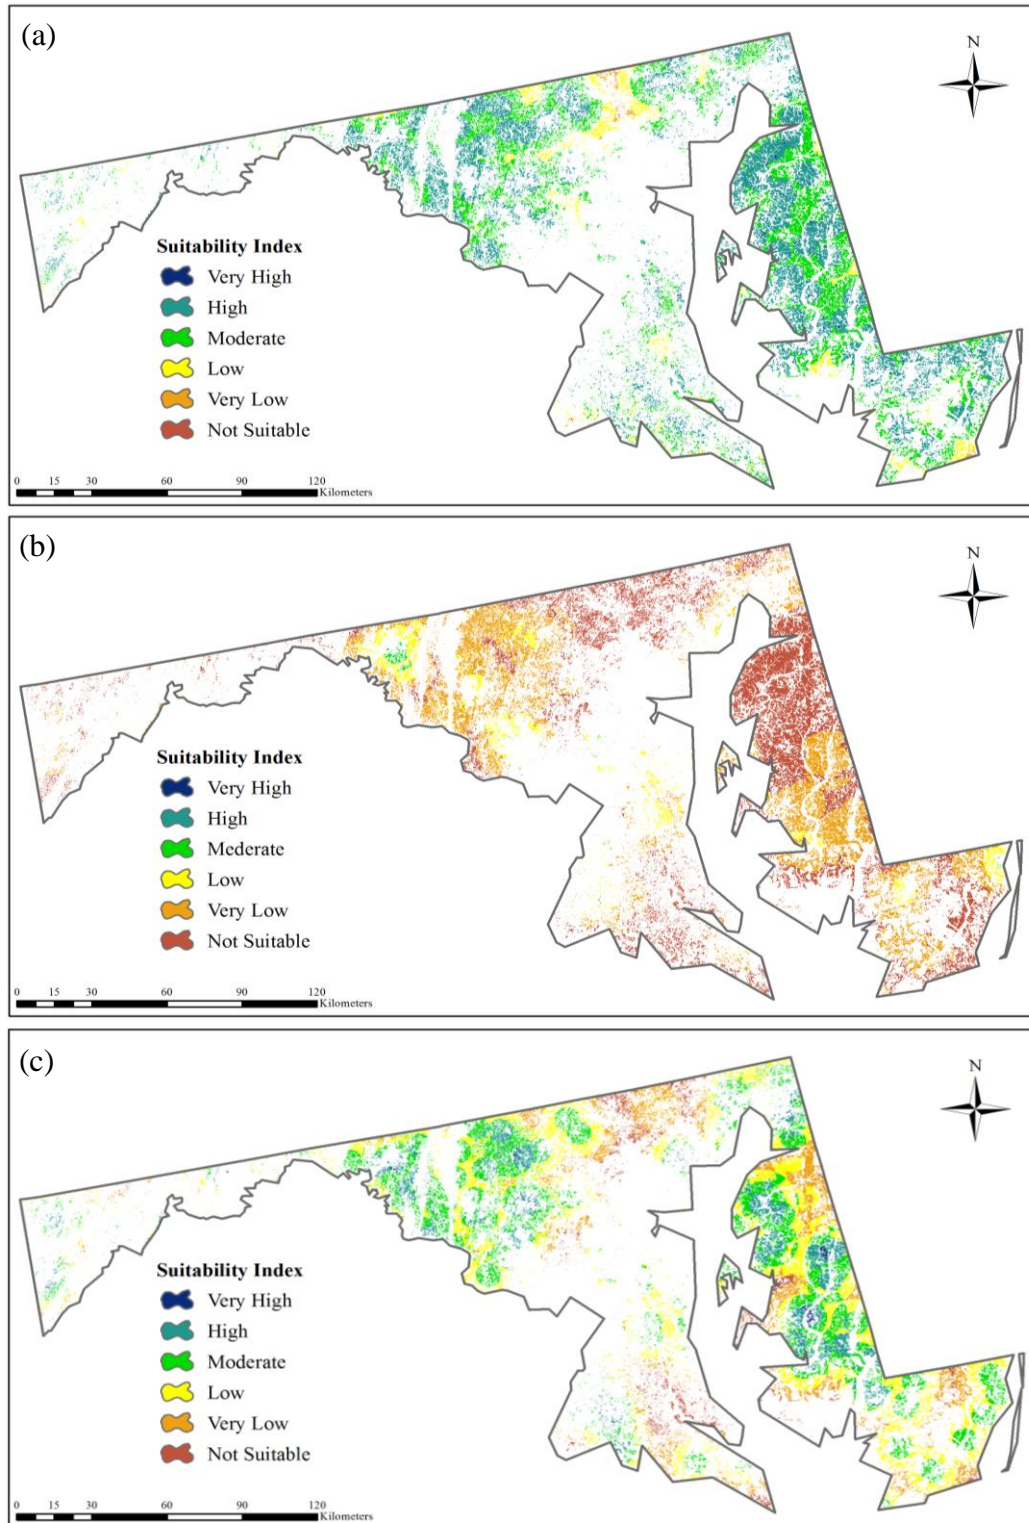 (a)
N
Suitability Index
Very High
High
Moderate
Low
Very Low
Not Suitable
0 15 30 60 90 120
Kilometers
(b)
N
Suitability Index
Very High
High
Mederate
Low
Very Low
Not Suitable
0 15 30 60 90 120
Kilometers
(c)
N
Suitability Index
Very High
High
Moderate
Low
Very Low
Not Suitable
0 15 30 60 90 120
Kilometers